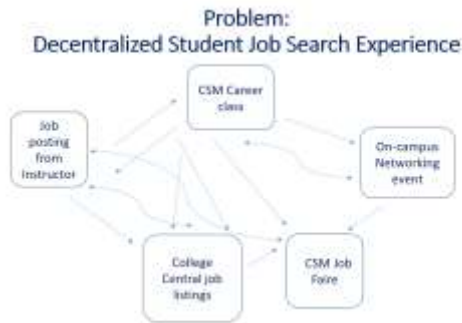 Problem:
Decentralized Student Job Search Experience
CSM Career
class
Job
posting
from
Instructor
On-campus
Networking
event
College
Central job
listings
CSM Job
Faire